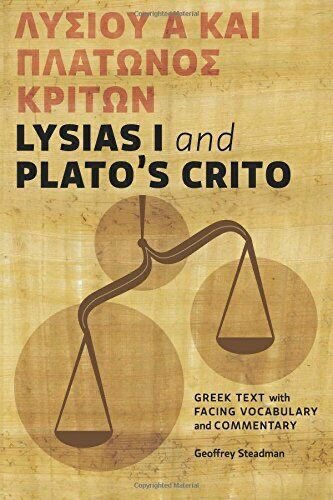 ΛΥΣΙΟΥ Α ΚΑΙ
ΠΛΑΤΩΝΟΣ
ΚΡΙΤΩΝ
LYSIAS I and
PLATO'S CRITO
GREEK TEXT with
FACING VOCABULARY
and COMMENTARY
Geoffrey Steadman